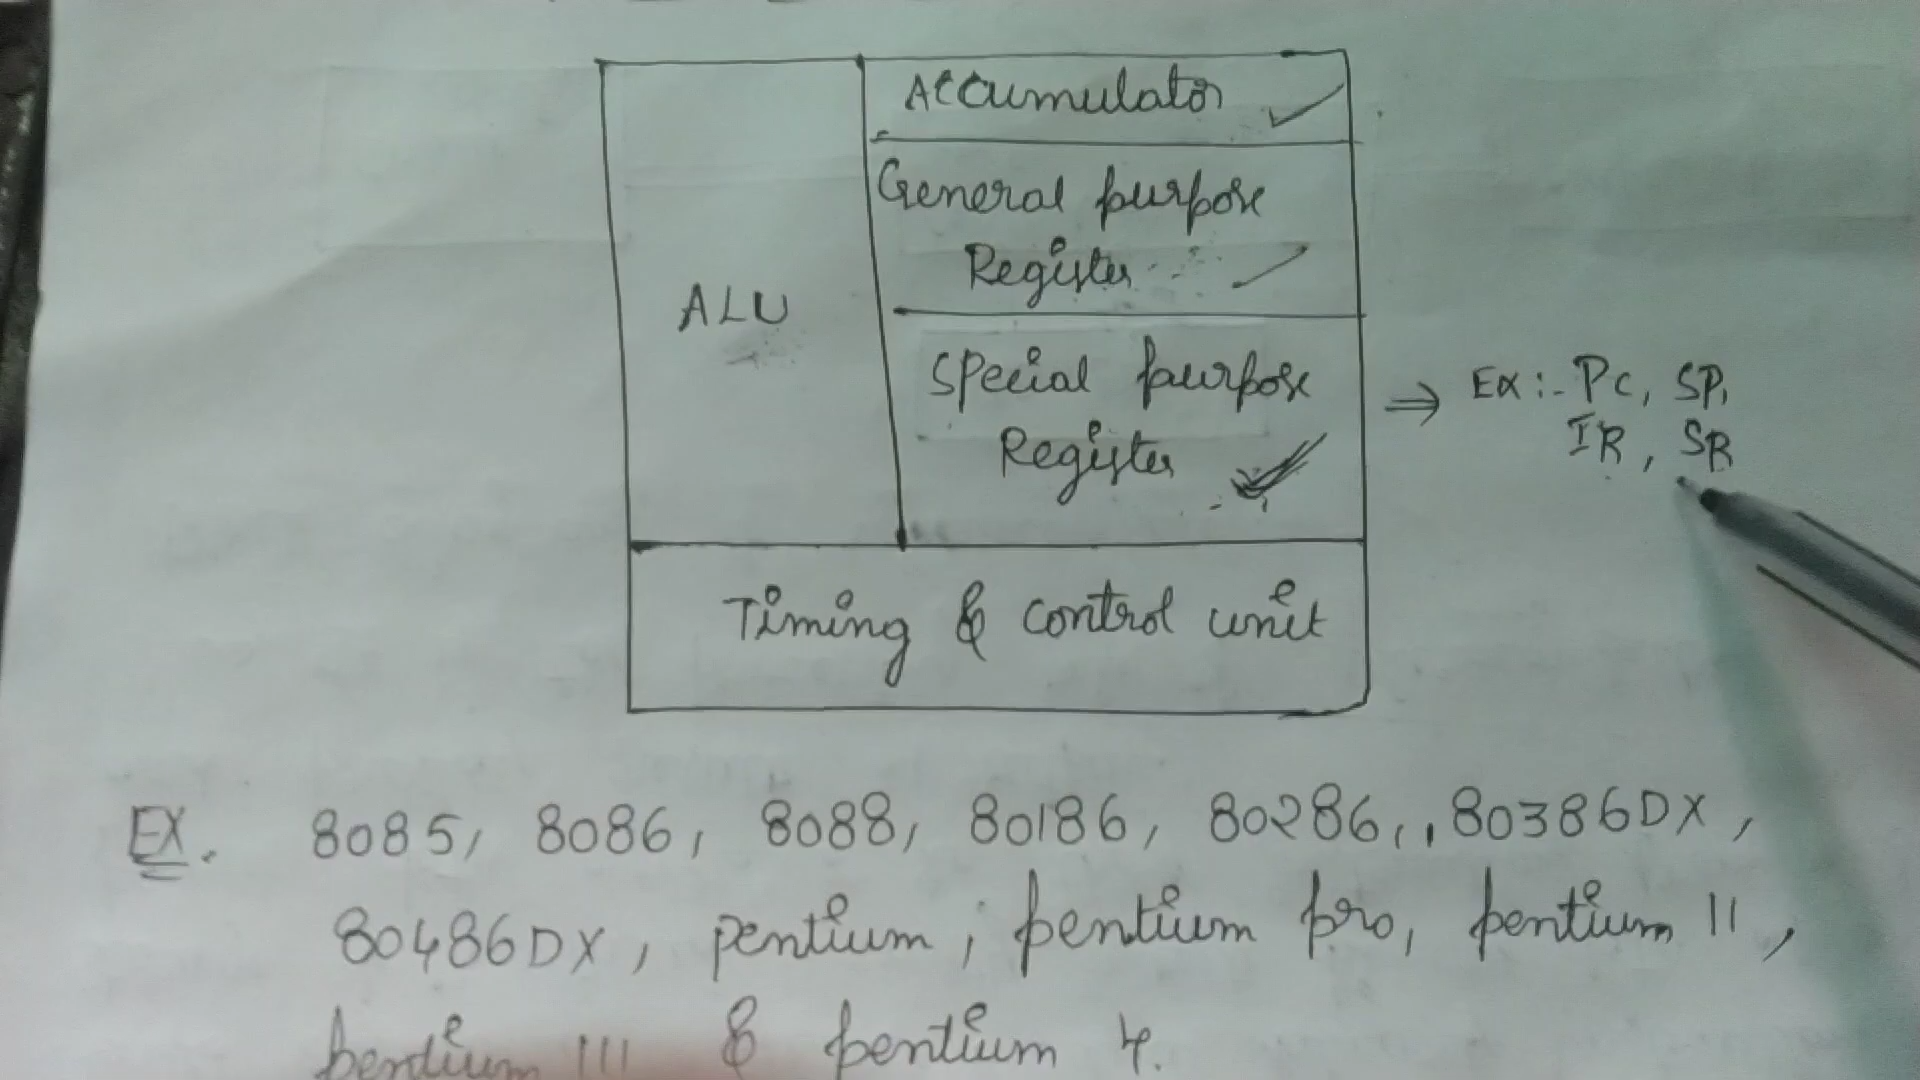 Accumulator
General purpose
Register
ALU
Special purpose
Register
⇒ Ex:- PC, SP,
IR, SR
Timing & control unit
EX. 8085, 8086, 8088, 80186, 80286,, 80386DX,
80486DX, pentium, pentium pro, pentium II,
pentium III & pentium 4.